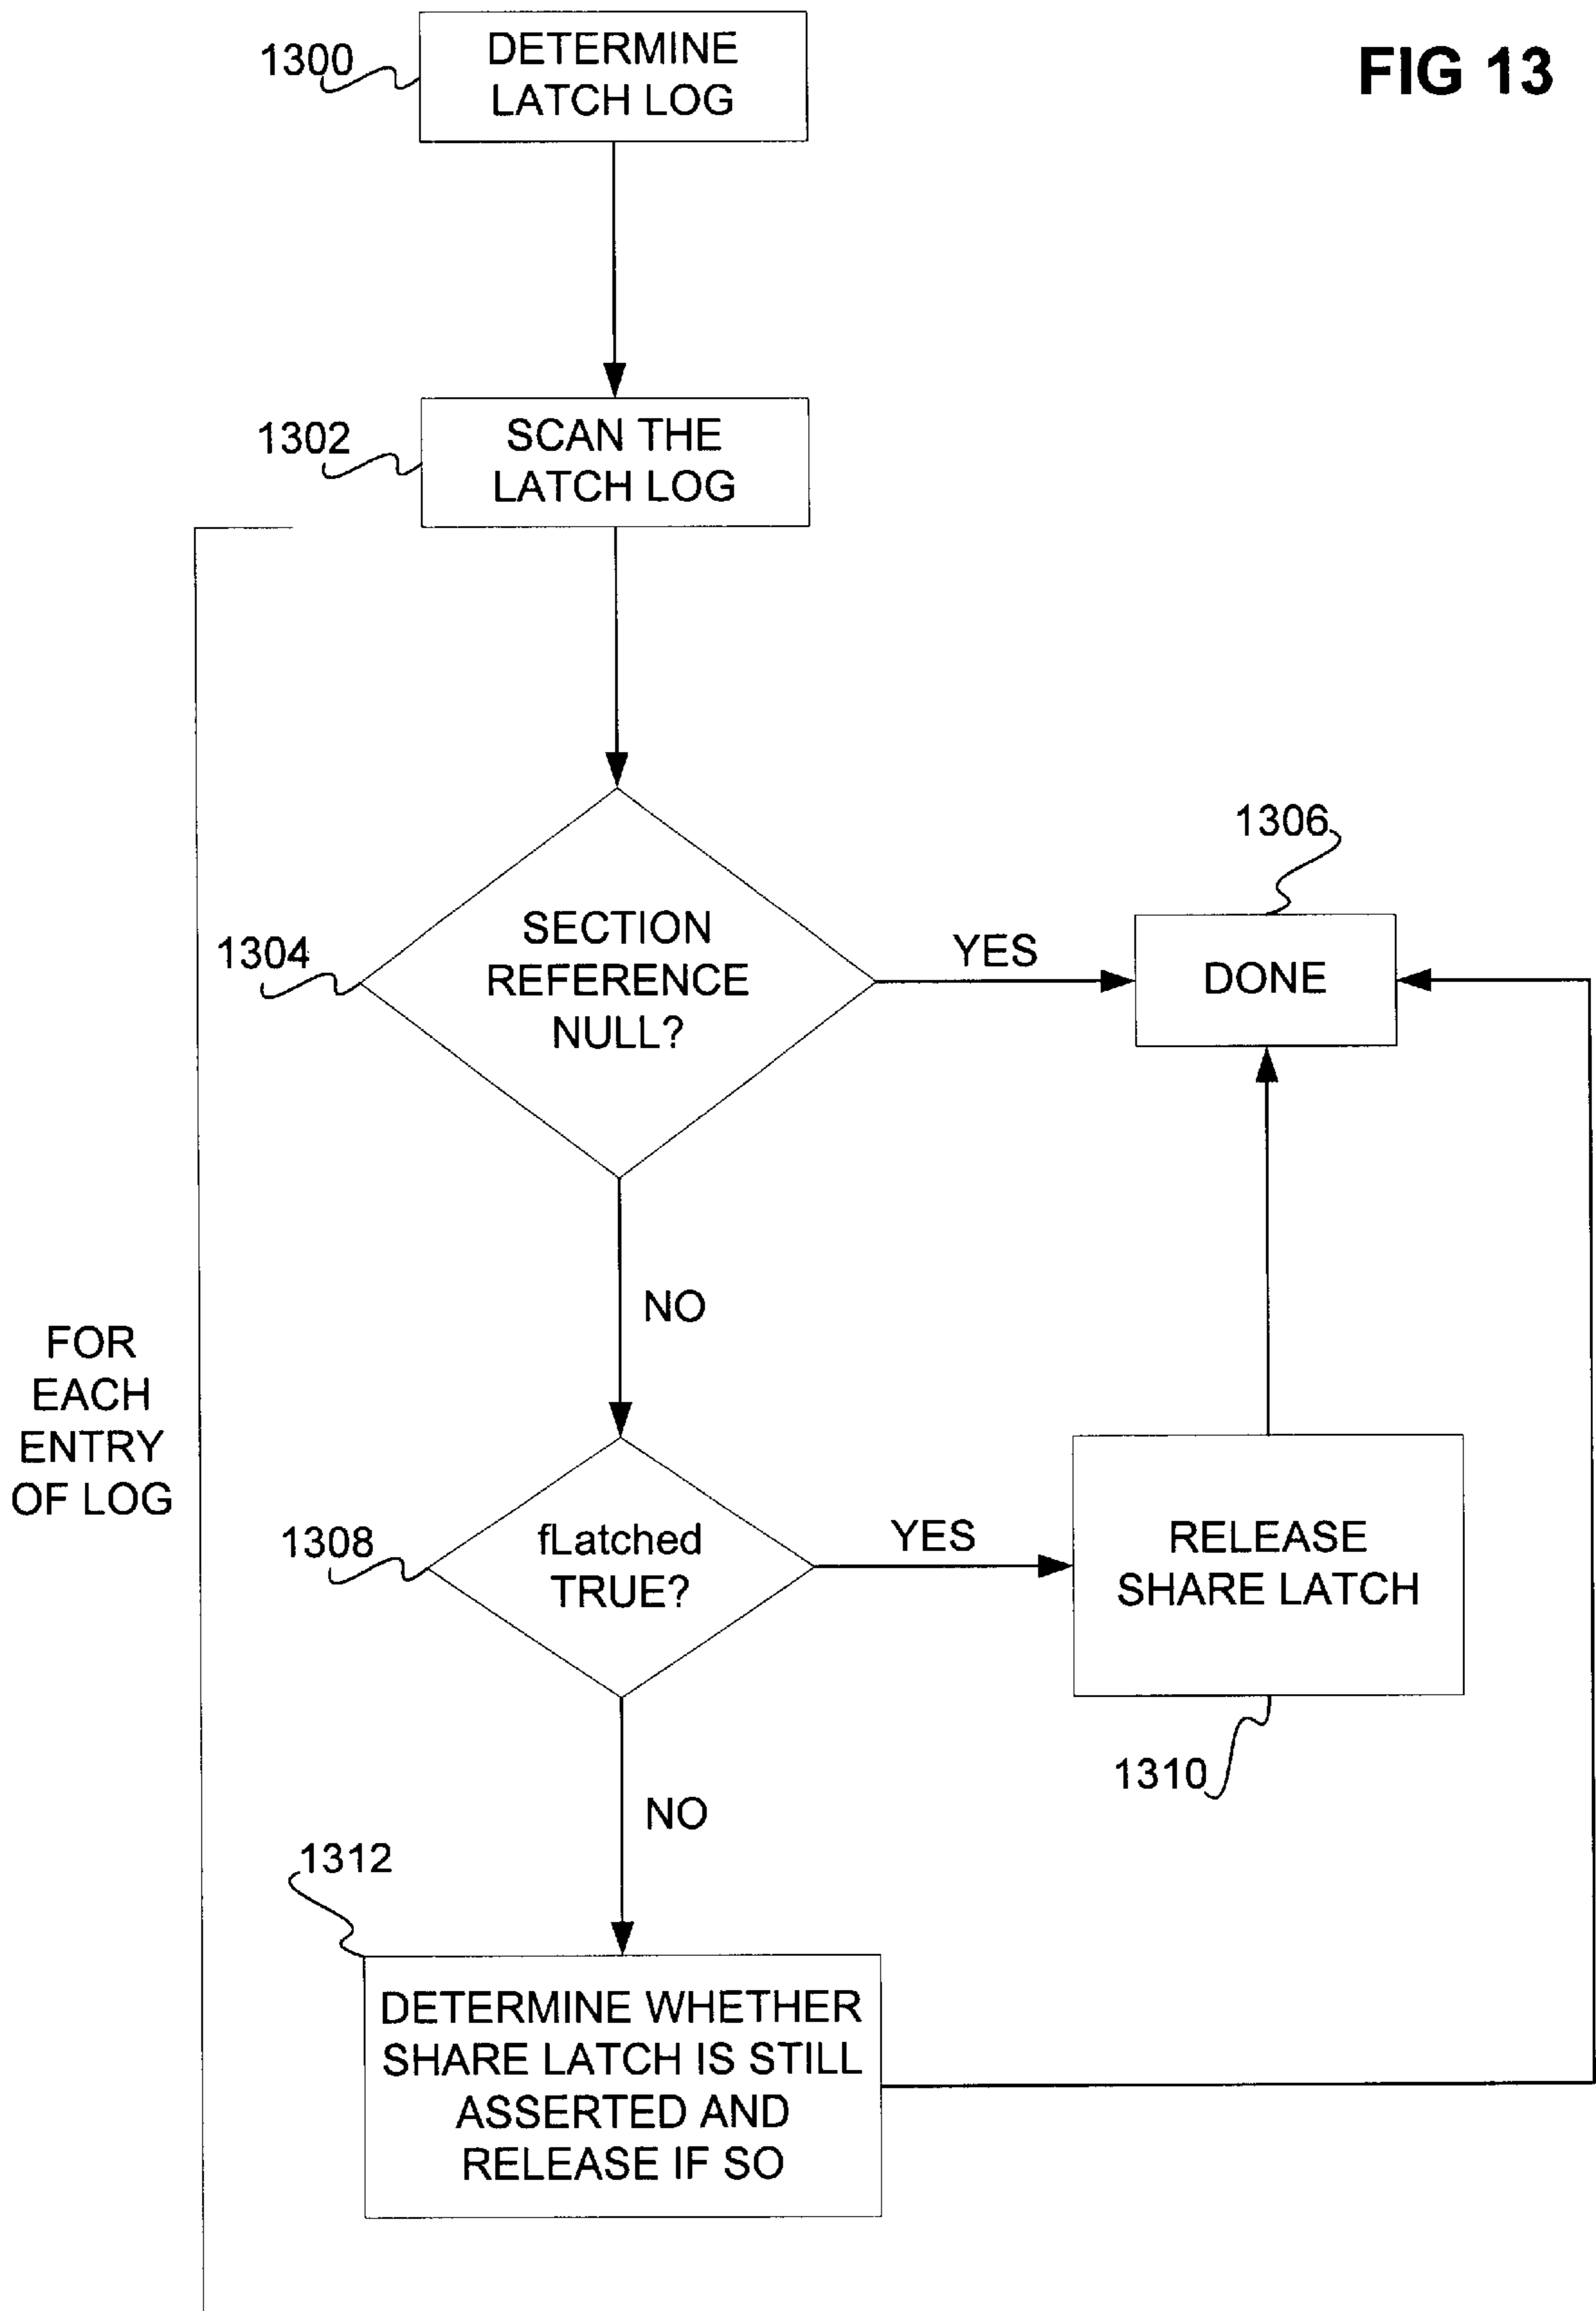 FIG 13
1300
DETERMINE
LATCH LOG
1302
SCAN THE
LATCH LOG
1304
SECTION
REFERENCE
NULL?
YES
1306
DONE
NO
FOR
EACH
ENTRY
OF LOG
1308
fLatched
TRUE?
YES
RELEASE
SHARE LATCH
1310
NO
1312
DETERMINE WHETHER
SHARE LATCH IS STILL
ASSERTED AND
RELEASE IF SO